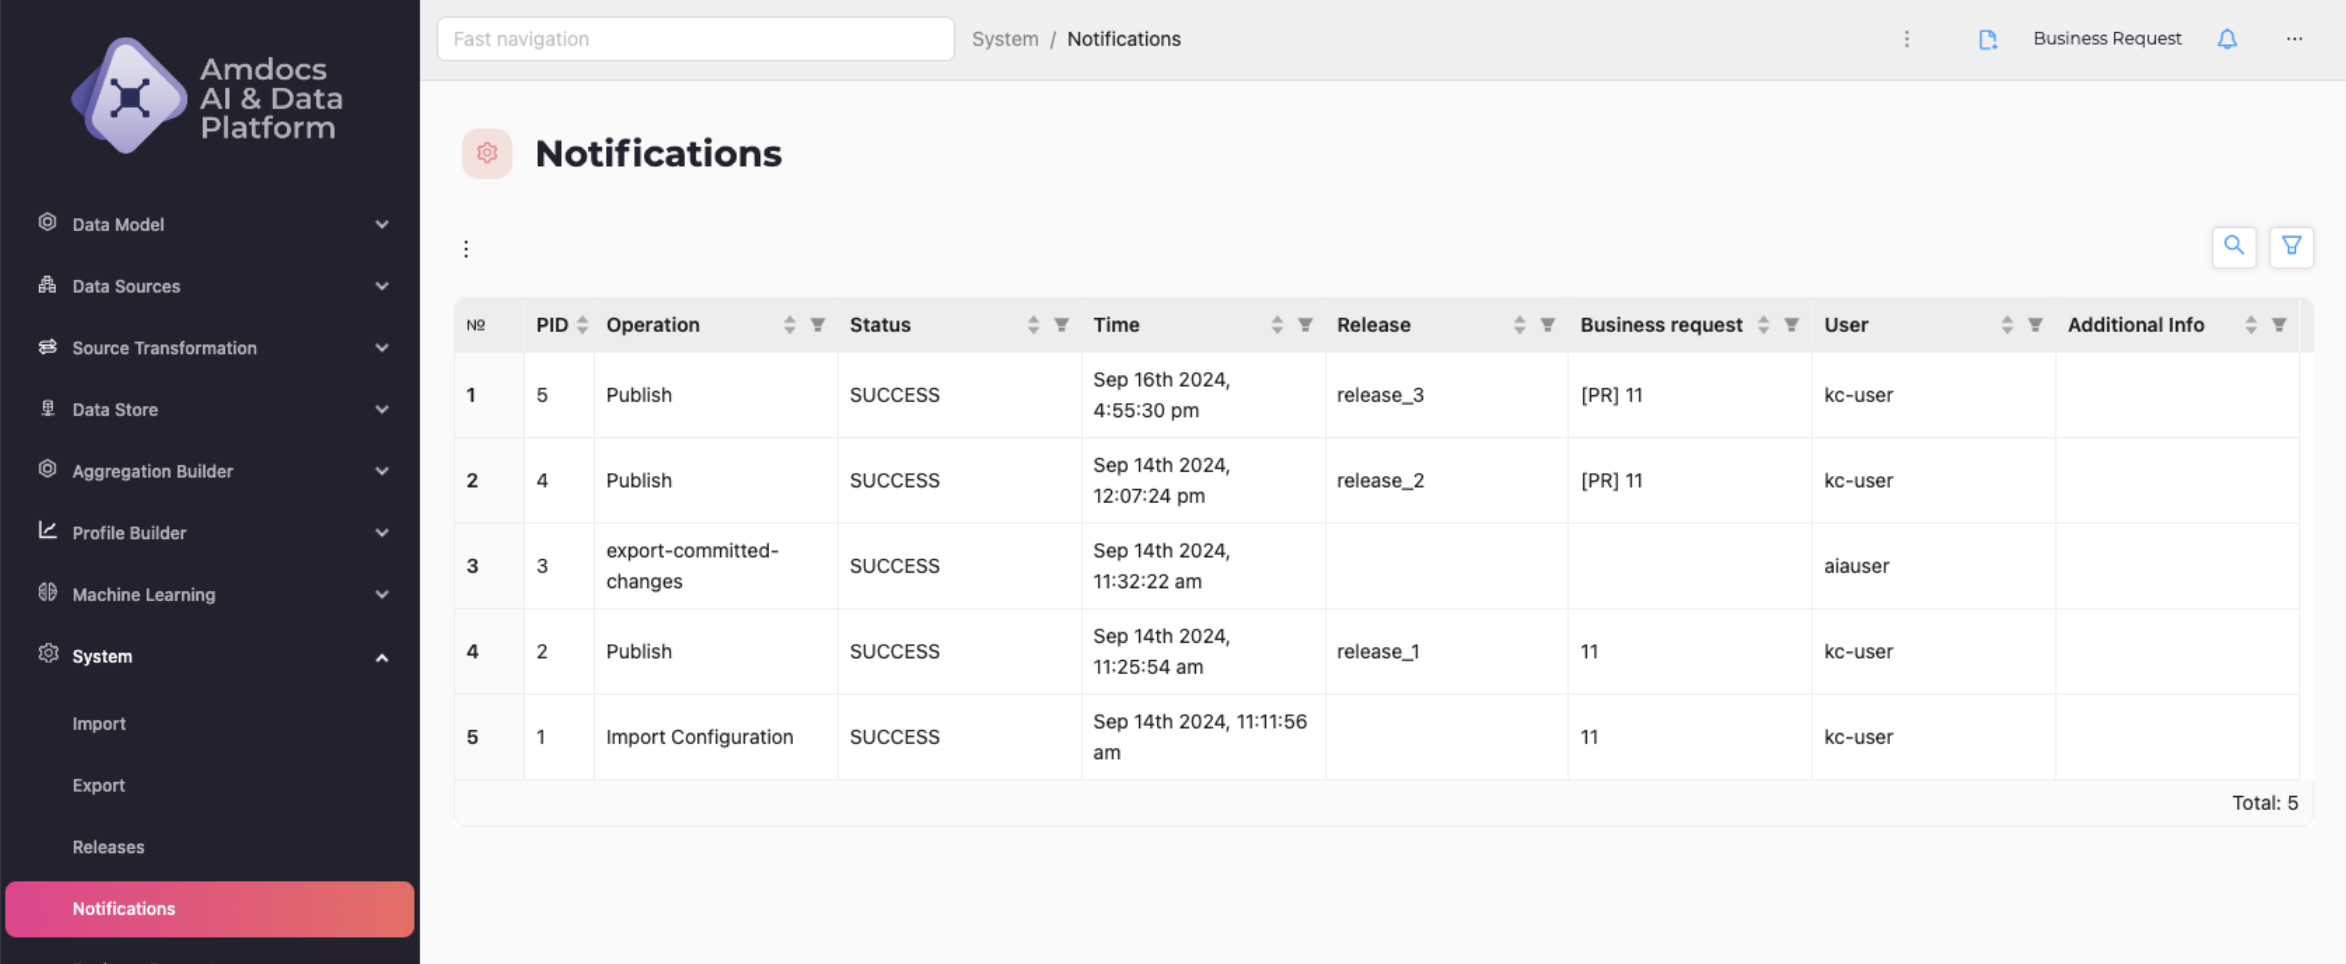 Amdocs
AI & Data
Platform
Data Model
Data Sources
Source Transformation
Data Store
Aggregation Builder
Profile Builder
Machine Learning
System
Import
Export
Releases
Notifications
Fast navigation
System / Notifications
Business Request
Notifications
№ PID Operation Status Time Release Business request User Additional Info
1 5 Publish SUCCESS Sep 16th 2024, 4:55:30 pm release_3 [PR] 11 kc-user
2 4 Publish SUCCESS Sep 14th 2024, 12:07:24 pm release_2 [PR] 11 kc-user
3 3 export-committed-changes SUCCESS Sep 14th 2024, 11:32:22 am aiauser
4 2 Publish SUCCESS Sep 14th 2024, 11:25:54 am release_1 11 kc-user
5 1 Import Configuration SUCCESS Sep 14th 2024, 11:11:56 am 11 kc-user
Total: 5